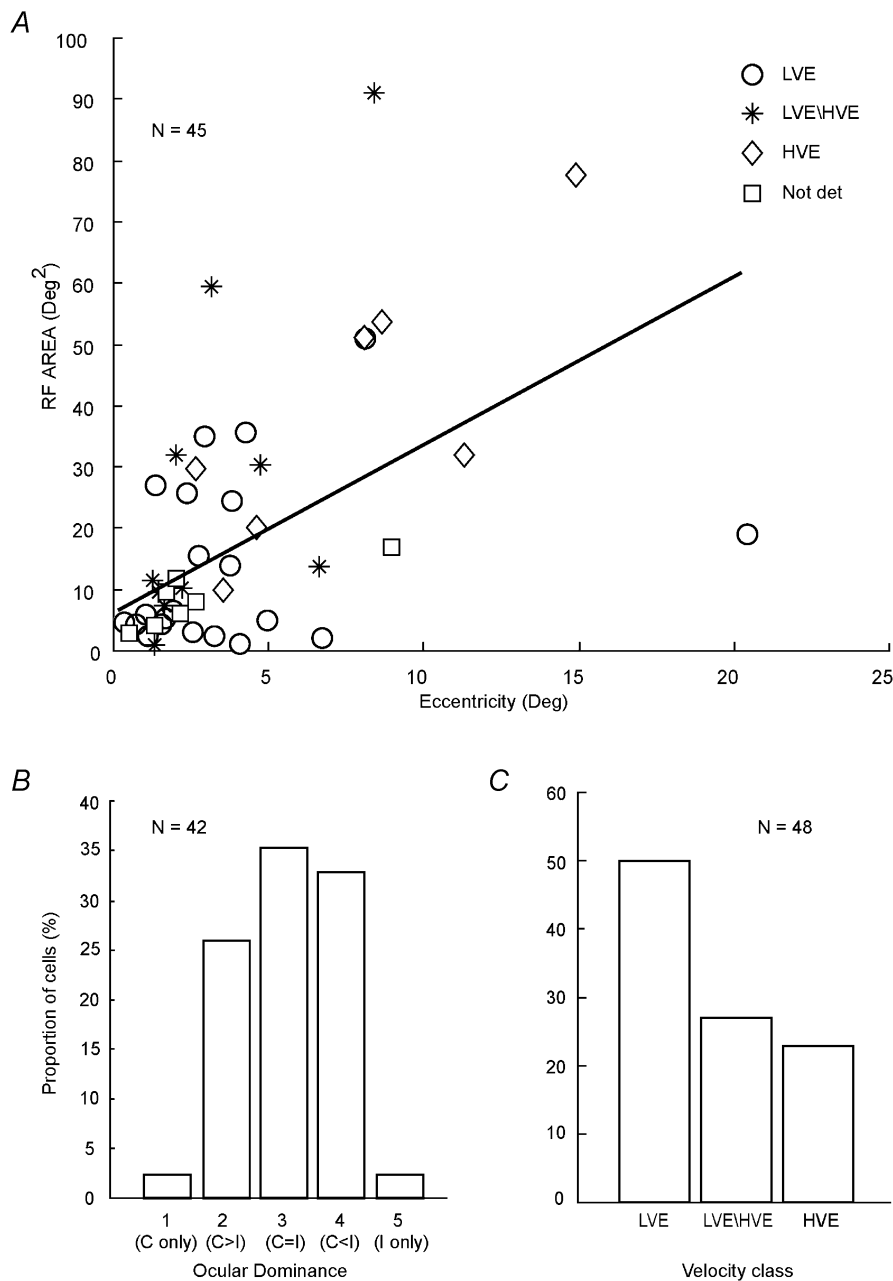 A
100
90
80
70
60
50
40
30
20
10
0
RF AREA (Deg2)
N = 45
LVE
LVE\HVE
HVE
Not det
0 5 10 15 20 25
Eccentricity (Deg)
B
40
35
30
25
20
15
10
5
0
Proportion of cells (%)
N = 42
1 2 3 4 5
(C only) (C>I) (C=I) (C<I) (I only)
Ocular Dominance
C
60
50
40
30
20
10
0
N = 48
LVE LVE\HVE HVE
Velocity class